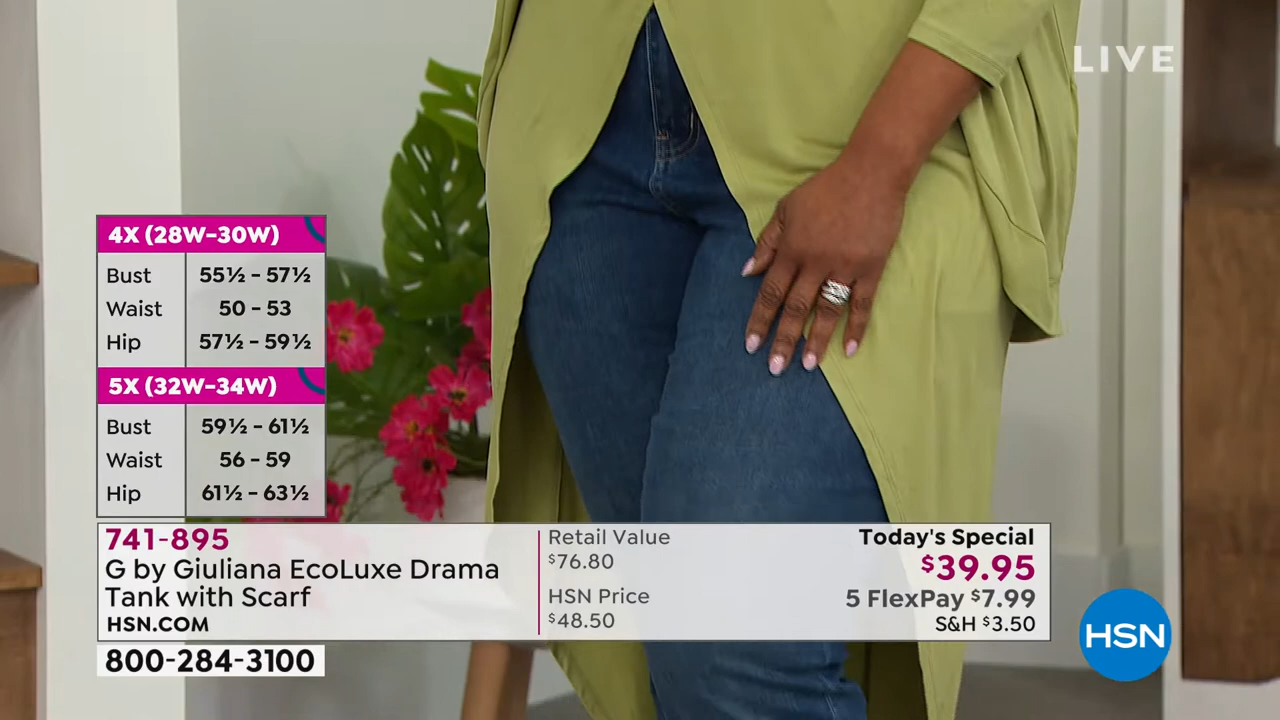 LIVE
4X (28W-30W)
Bust 55½ - 57½
Waist 50 - 53
Hip 57½ - 59½
5X (32W-34W)
Bust 59½ - 61½
Waist 56 - 59
Hip 61½ - 63½
741-895
G by Giuliana EcoLuxe Drama
Tank with Scarf
HSN.COM
Retail Value
$76.80
HSN Price
$48.50
Today's Special
$39.95
5 FlexPay $7.99
S&H $3.50
HSN
800-284-3100